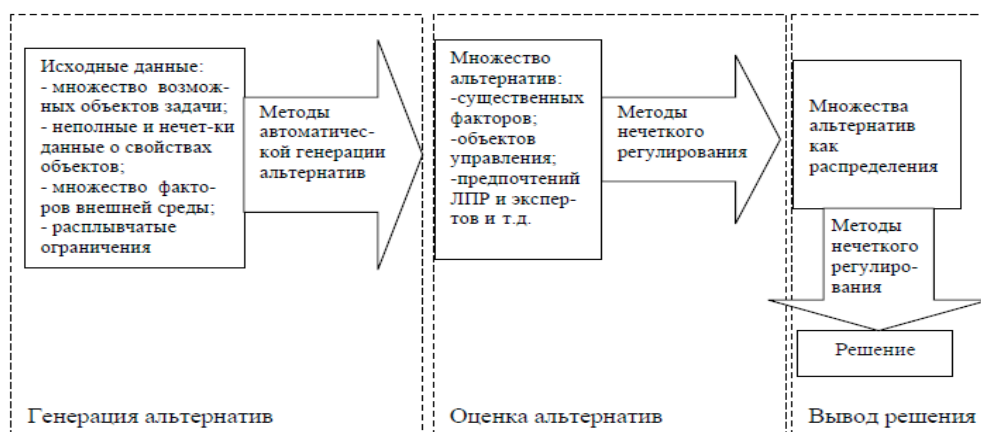 Исходные данные:
- множество возмож-
ных объектов задачи;
- неполные и нечет-ки
данные о свойствах
объектов;
- множество факто-
ров внешней среды;
- расплывчатые
ограничения
Методы
автоматичес-
кой генерации
альтернатив
Множество
альтернатив:
-существенных
факторов;
-объектов
управления;
-предпочтений
ЛПР и экспер-
тов и т.д.
Методы
нечеткого
регулирования
Множества
альтернатив
как
распределения
Методы
нечеткого
регулиро-
вания
Решение
Генерация альтернатив
Оценка альтернатив
Вывод решения